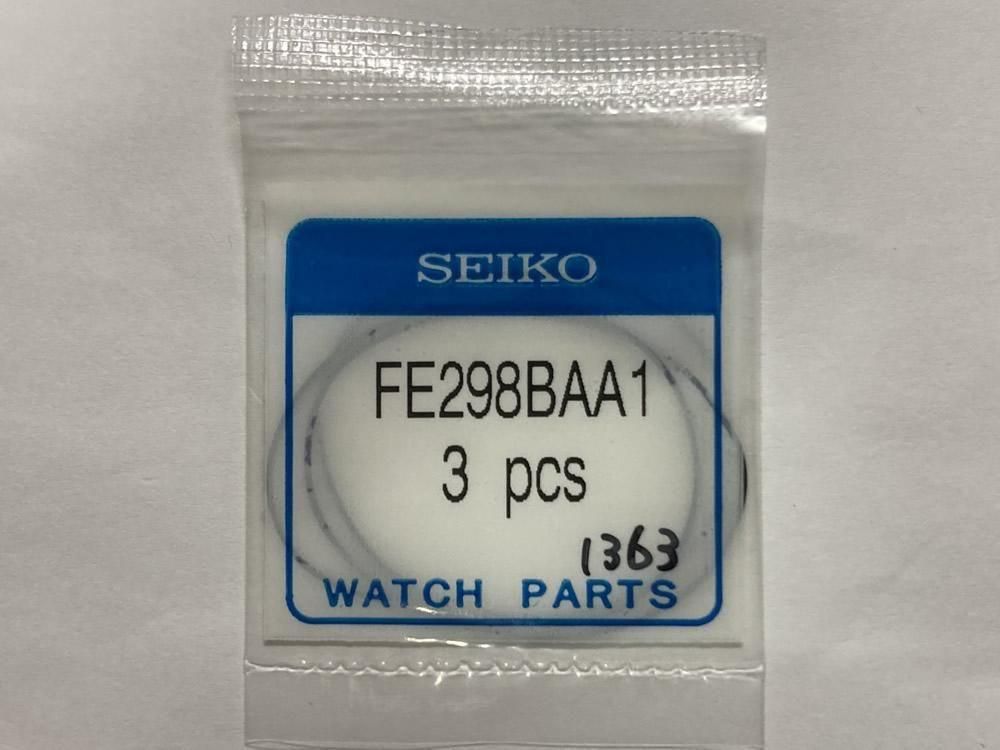 SEIKO
FE298BAA1
3 pcs
1363
WATCH PARTS